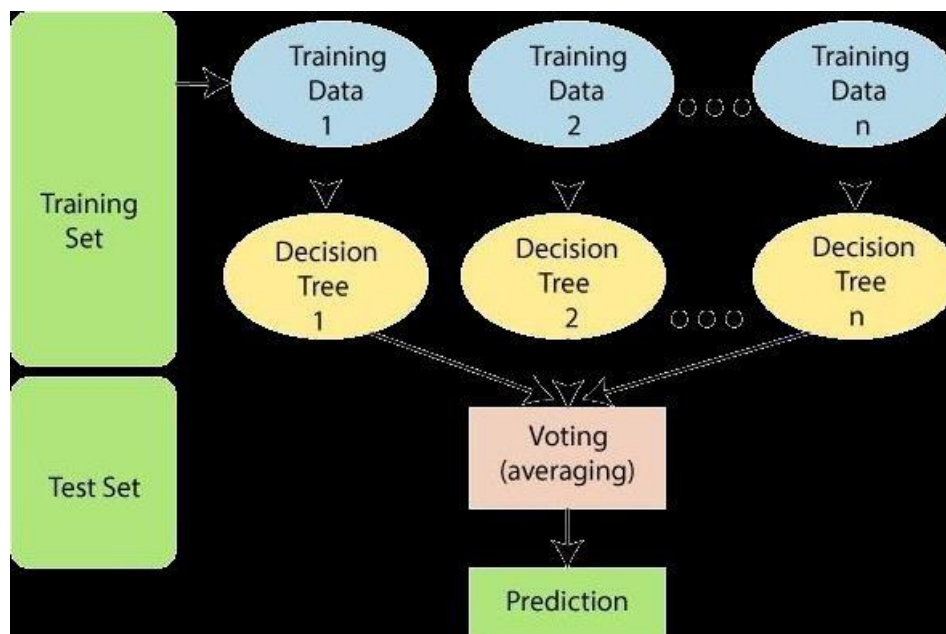 Training
Set
Test Set
Training
Data
1
Training
Data
2
Training
Data
n
Decision
Tree
1
Decision
Tree
2
Decision
Tree
n
Voting
(averaging)
Prediction